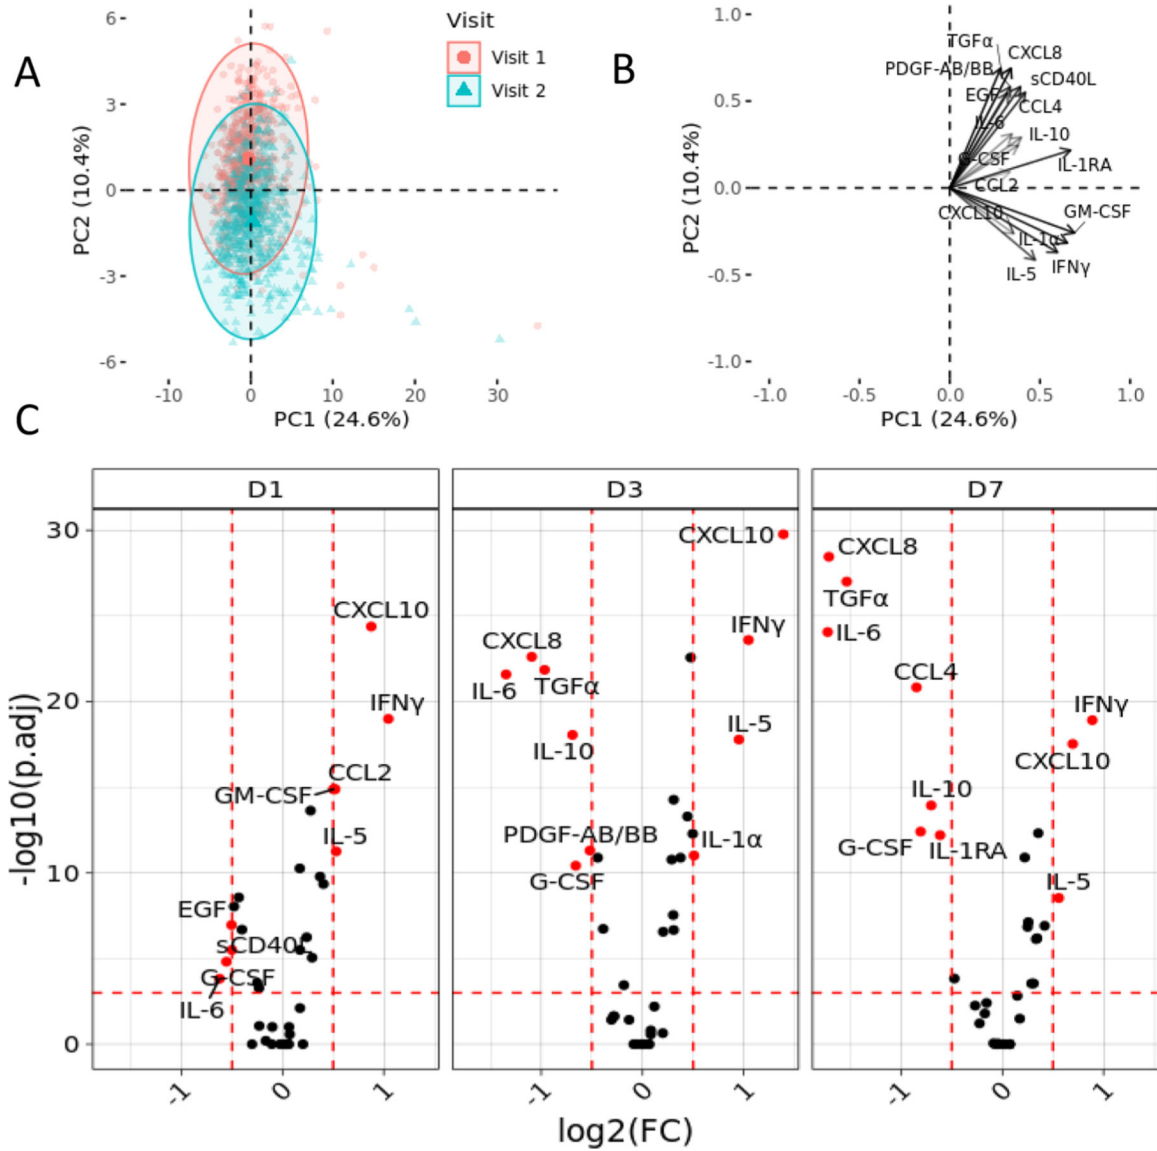 A
6
3
0
-3
-6
PC2 (10.4%)
-10
0
10
20
30
PC1 (24.6%)
Visit
Visit 1
Visit 2
B
1.0
0.5
0.0
-0.5
-1.0
PC2 (10.4%)
TGFα
CXCL8
PDGF-AB/BB
sCD40L
EGF
CCL4
IL-6
IL-10
G-CSF
IL-1RA
CCL2
CXCL10
GM-CSF
IL-1α
IL-5
IFNγ
-1.0
-0.5
0.0
0.5
1.0
PC1 (24.6%)
C
-log10(p.adj)
30
20
10
0
D1
CXCL10
IFNγ
CCL2
GM-CSF
IL-5
EGF
sCD40L
G-CSF
IL-6
-1
0
1
D3
CXCL10
IFNγ
CXCL8
IL-6
TGFα
IL-5
IL-10
PDGF-AB/BB
IL-1α
G-CSF
-1
0
1
D7
CXCL8
TGFα
IL-6
CCL4
IFNγ
CXCL10
IL-10
G-CSF
IL-1RA
IL-5
-1
0
1
log2(FC)